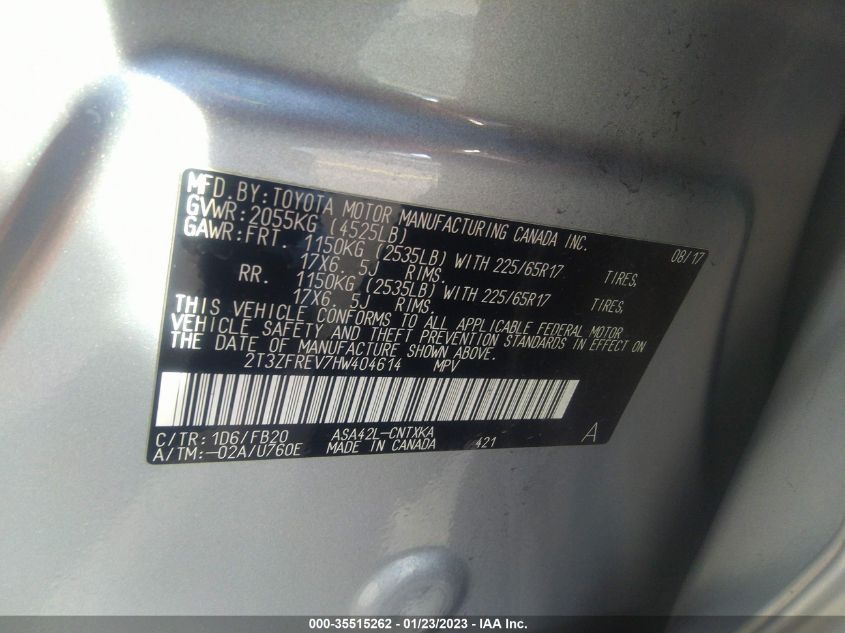 MFD.BY:TOYOTA MOTOR MANUFACTURING CANADA INC.
GVWR:2055KG (4525LB) 08/17
GAWR:FRT. 1150KG (2535LB) WITH 225/65R17 TIRES,
17X6. 5J RIMS.
RR. 1150KG (2535LB) WITH 225/65R17 TIRES,
17X6. 5J RIMS.
THIS VEHICLE CONFORMS TO ALL APPLICABLE FEDERAL MOTOR
VEHICLE SAFETY AND THEFT PREVENTION STANDARDS IN EFFECT ON
THE DATE OF MANUFACTURE SHOWN ABOVE.
2T3ZFREV7HW404614 MPV
C/TR: 1D6/FB20 ASA42L-CNTXKA A
A/TM:-02A/U760E MADE IN CANADA 421
000-35515262 - 01/23/2023 - IAA Inc.